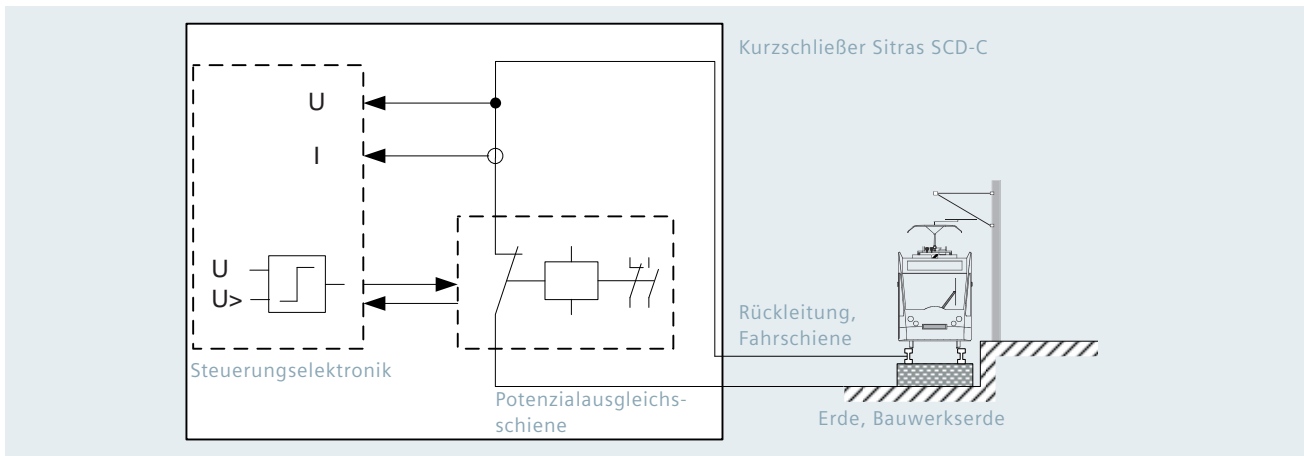 Kurzschließer Sitras SCD-C
U
I
U
U>
Steuerungselektronik
Rückleitung,
Fahrschiene
Potenzialausgleichs-
schiene
Erde, Bauwerkserde